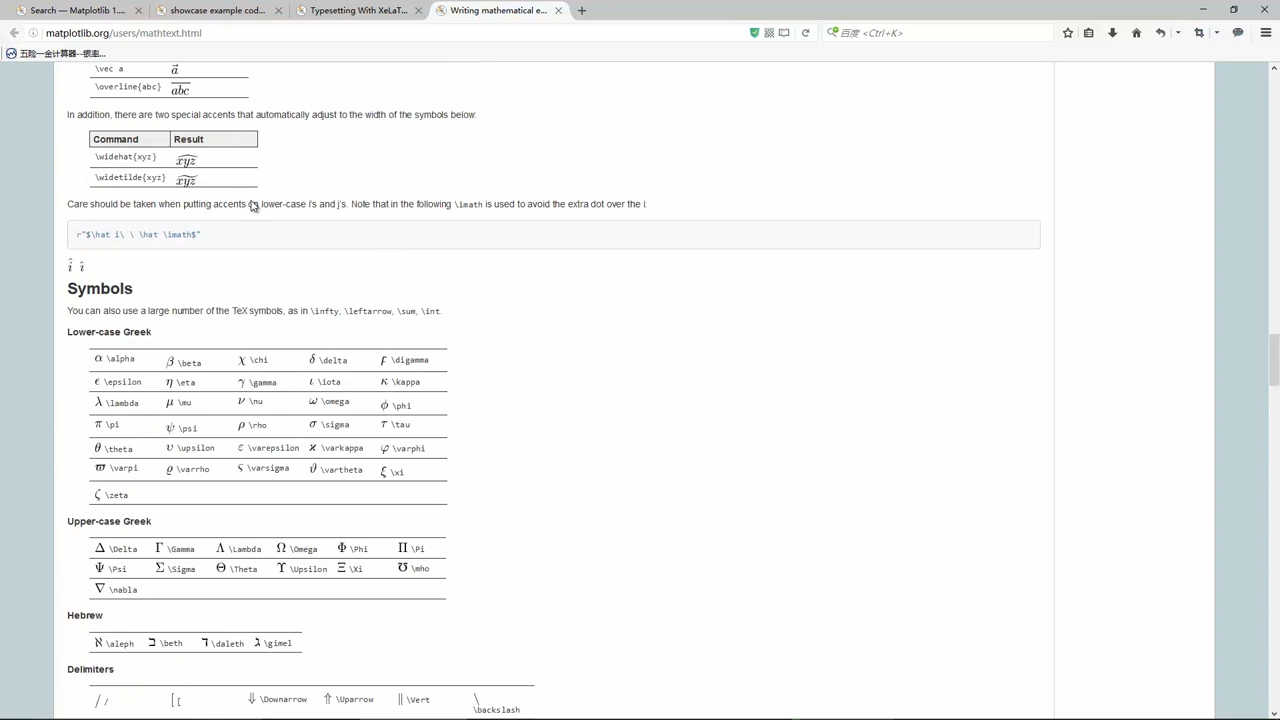 Search — Matplotlib 1... × showcase example cod... × Typesetting With XeLaT... × Writing mathematical e... ×
matplotlib.org/users/mathtext.html 百度 <Ctrl+K>
五险一金计算器--根率...
\vec a a⃗
\overline{abc} abc
In addition, there are two special accents that automatically adjust to the width of the symbols below:
Command Result
\widehat{xyz} xyz
\widetilde{xyz} xyz
Care should be taken when putting accents on lower-case i's and j's. Note that in the following \imath is used to avoid the extra dot over the i:
r"$\hat i\ \ \hat \imath$"
î ı̂
Symbols
You can also use a large number of the TeX symbols, as in \infty, \leftarrow, \sum, \int.
Lower-case Greek
α \alpha β \beta χ \chi δ \delta ϝ \digamma
ϵ \epsilon η \eta γ \gamma ι \iota κ \kappa
λ \lambda μ \mu ν \nu ω \omega ϕ \phi
π \pi ψ \psi ρ \rho σ \sigma τ \tau
θ \theta υ \upsilon ε \varepsilon ϰ \varkappa φ \varphi
ϖ \varpi ϱ \varrho ς \varsigma ϑ \vartheta ξ \xi
ζ \zeta
Upper-case Greek
Δ \Delta Γ \Gamma Λ \Lambda Ω \Omega Φ \Phi Π \Pi
Ψ \Psi Σ \Sigma Θ \Theta ϒ \Upsilon Ξ \Xi ℧ \mho
∇ \nabla
Hebrew
ℵ \aleph ℶ \beth ℸ \daleth ℷ \gimel
Delimiters
/ / [ [ ⇓ \Downarrow ⇑ \Uparrow ‖ \Vert \ \backslash